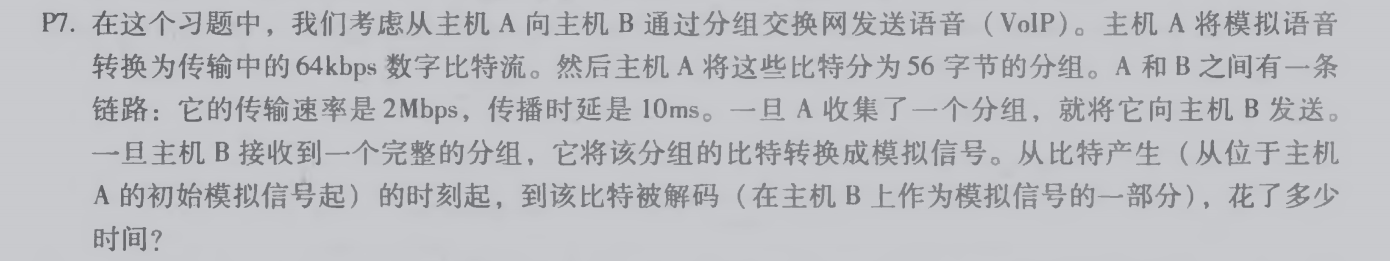 P7. 在这个习题中，我们考虑从主机 A 向主机 B 通过分组交换网发送语音（VoIP）。主机 A 将模拟语音
转换为传输中的 64kbps 数字比特流。然后主机 A 将这些比特分为 56 字节的分组。A 和 B 之间有一条
链路：它的传输速率是 2Mbps，传播时延是 10ms。一旦 A 收集了一个分组，就将它向主机 B 发送。
一旦主机 B 接收到一个完整的分组，它将该分组的比特转换成模拟信号。从比特产生（从位于主机
A 的初始模拟信号起）的时刻起，到该比特被解码（在主机 B 上作为模拟信号的一部分），花了多少
时间?